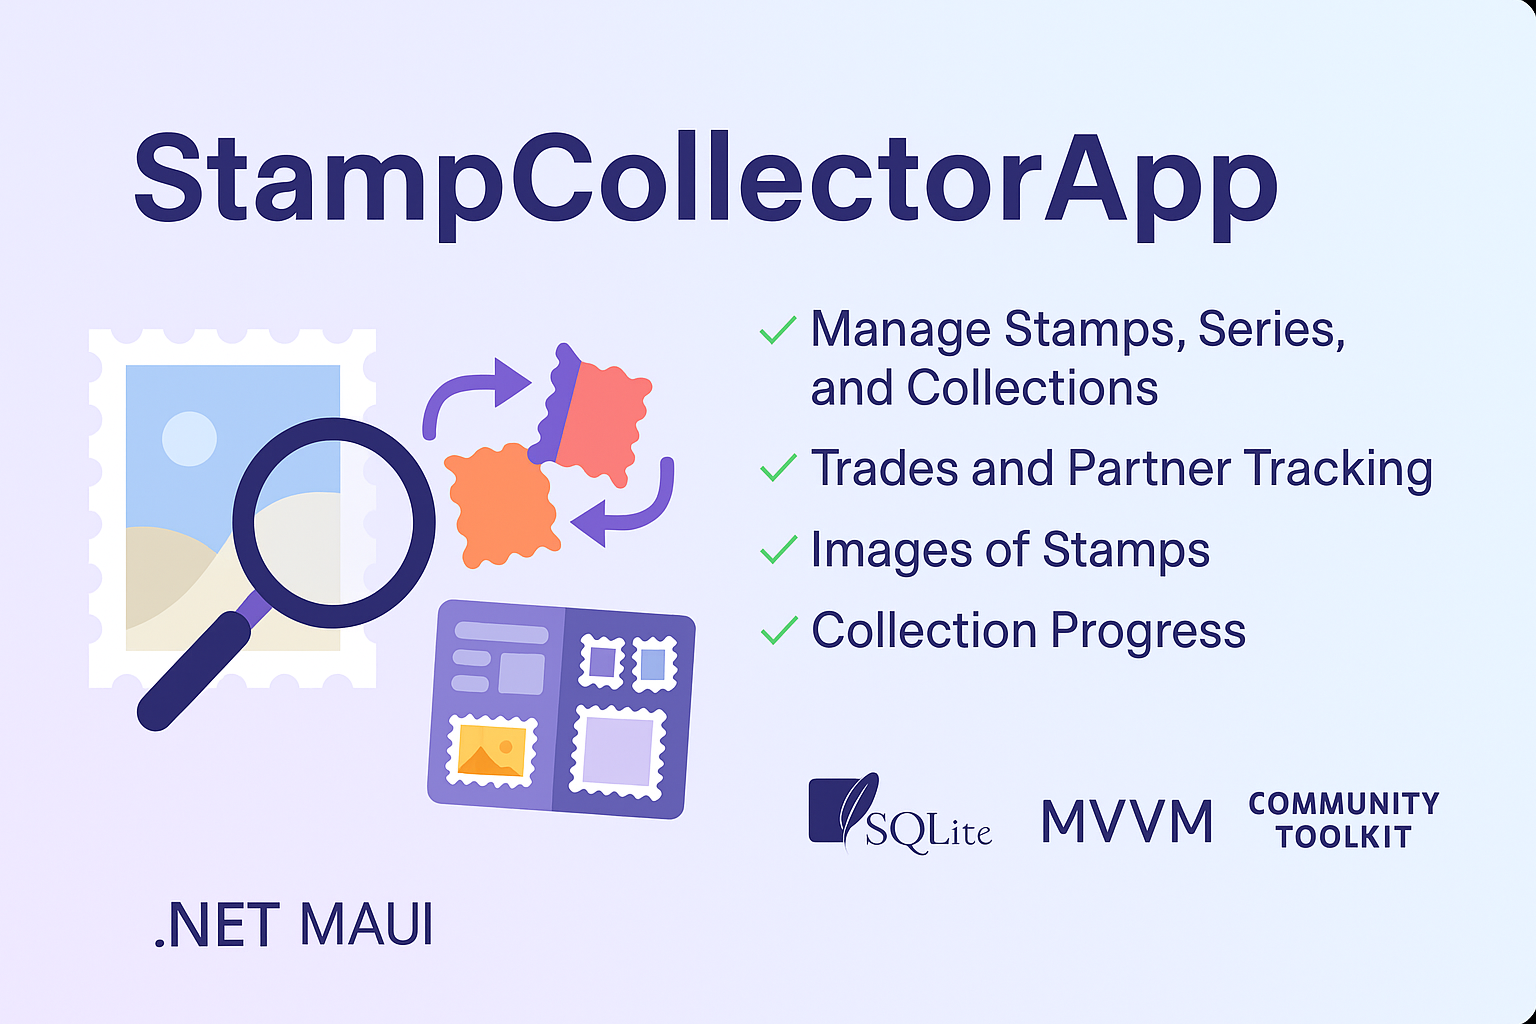 StampCollectorApp
Manage Stamps, Series,
and Collections
Trades and Partner Tracking
Images of Stamps
Collection Progress
SQLite
MVVM
COMMUNITY
TOOLKIT
.NET MAUI